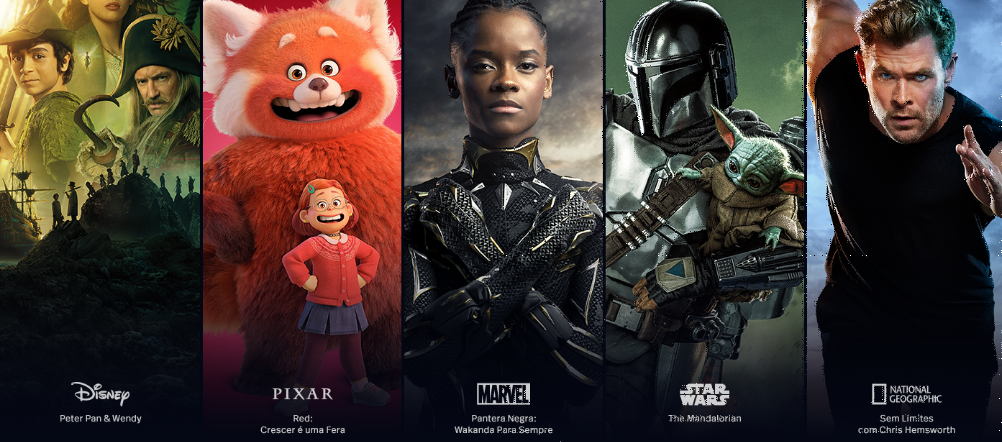 Disney
Peter Pan & Wendy
PIXAR
Red:
Crescer é uma Fera
MARVEL
Pantera Negra:
Wakanda Para Sempre
STAR
WARS
The Mandalorian
NATIONAL
GEOGRAPHIC
Sem Limites
com Chris Hemsworth